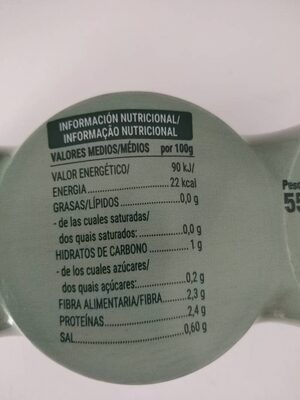 INFORMACIÓN NUTRICIONAL/
INFORMAÇÃO NUTRICIONAL
VALORES MEDIOS/MÉDIOS por 100g
VALOR ENERGÉTICO/ 90 kJ/
ENERGIA 22 kcal
GRASAS/LÍPIDOS 0,0 g
- de las cuales saturadas/
dos quais saturados: 0,0 g
HIDRATOS DE CARBONO 1 g
- de los cuales azúcares/
dos quais açúcares: 0,2 g
FIBRA ALIMENTARIA/FIBRA 2,3 g
PROTEÍNAS 2,4 g
SAL 0,60 g